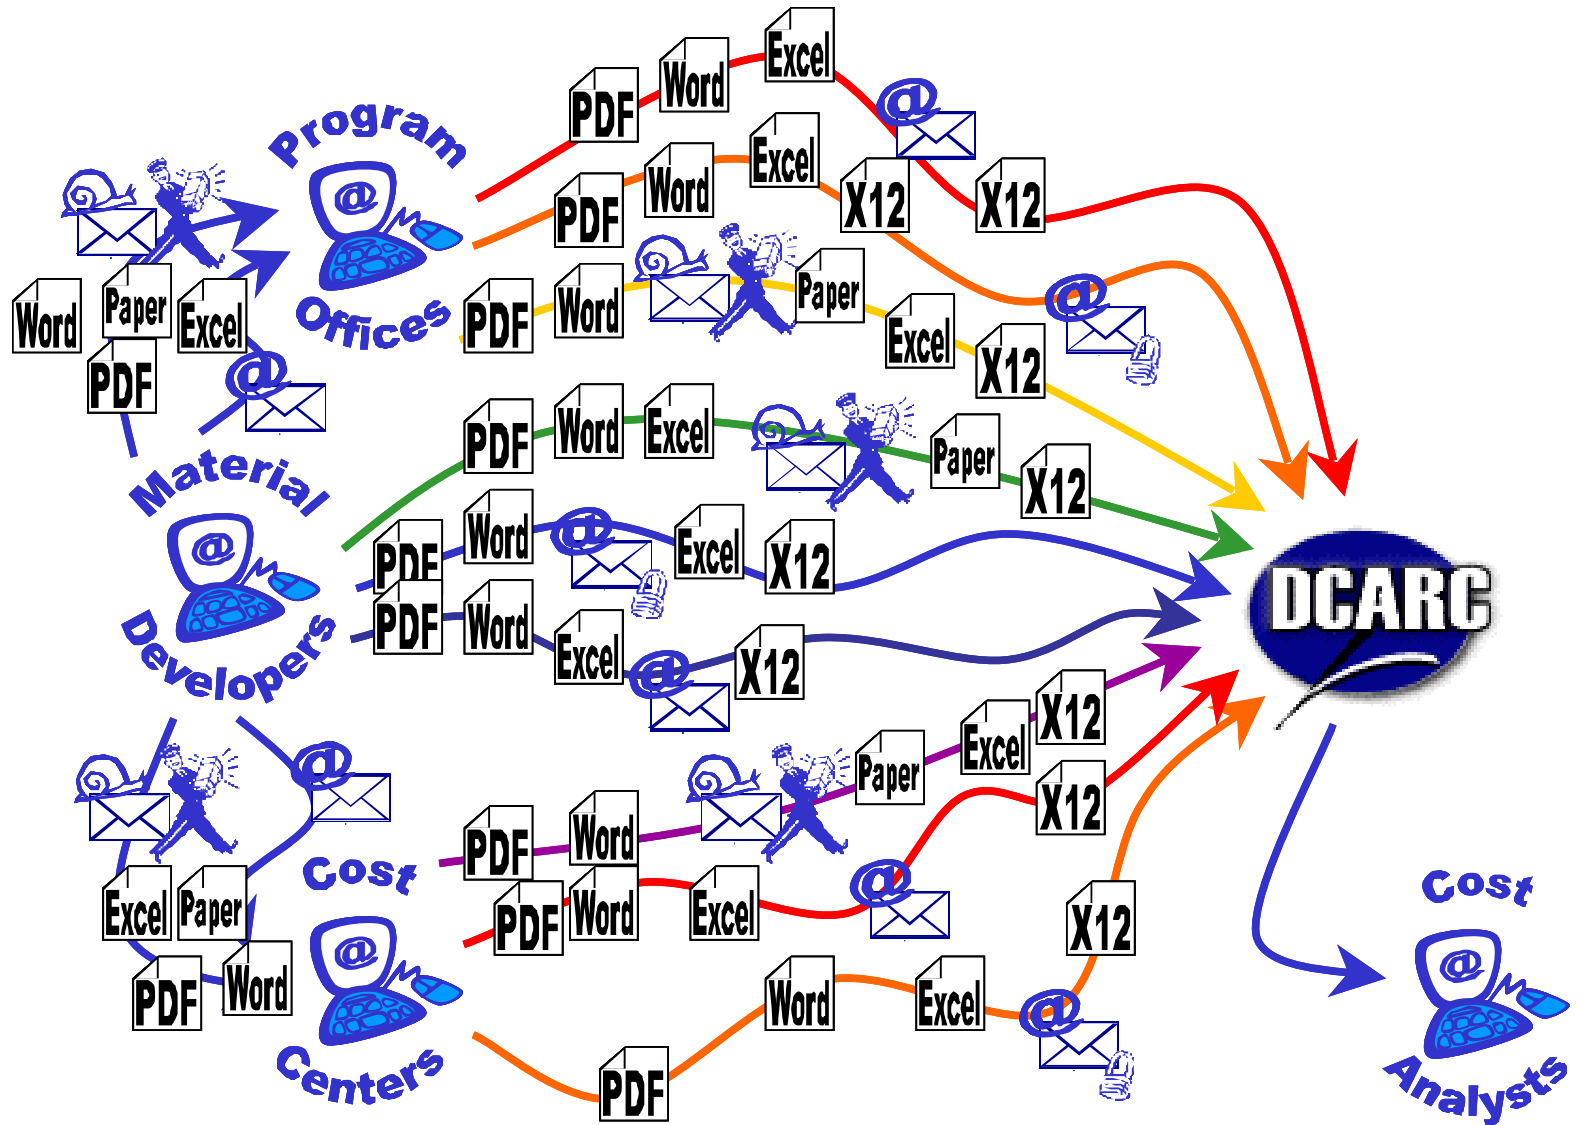 Excel
Word
PDF
@
X12
X12
Program
@
Offices
Excel
Word
PDF
X12
@
Word
Paper
Excel
PDF
@
PDF
Word
Paper
Excel
X12
PDF
Word
Excel
Paper
X12
Material
@
Developers
PDF
Word
@
Excel
X12
PDF
Word
Excel
@
X12
DCARC
@
Excel
Paper
PDF
Word
Cost
@
Centers
PDF
Word
Paper
Excel
X12
PDF
Word
Excel
@
X12
PDF
Word
Excel
@
X12
Cost
@
Analysts